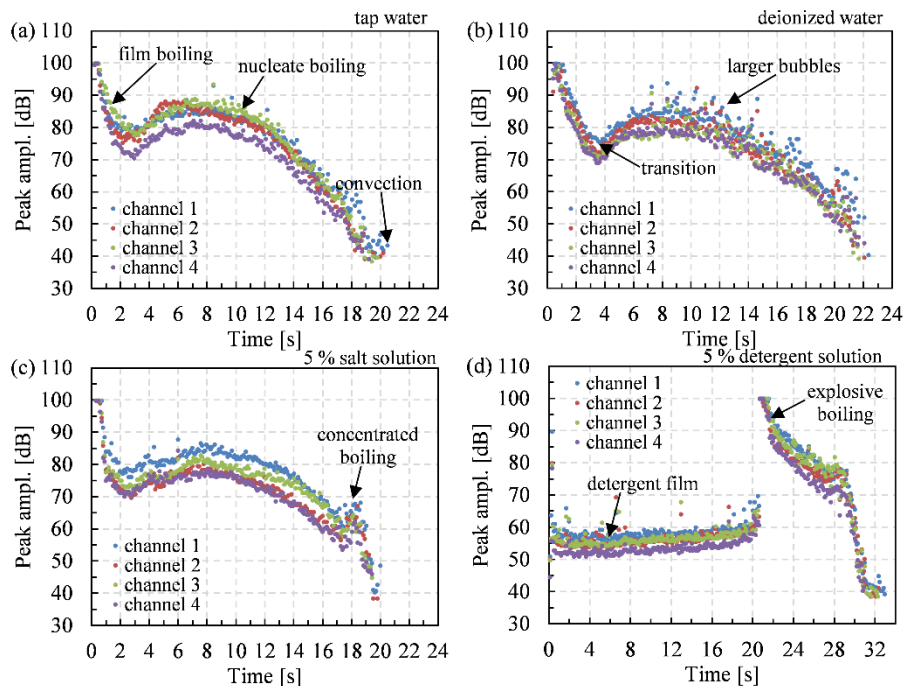 (a)
tap water
110
100
90
80
70
60
50
40
30
Peak ampl. [dB]
film boiling
nucleate boiling
convection
channel 1
channel 2
channel 3
channel 4
0 2 4 6 8 10 12 14 16 18 20 22 24
Time [s]
(b)
deionized water
110
100
90
80
70
60
50
40
30
Peak ampl. [dB]
larger bubbles
transition
channel 1
channel 2
channel 3
channel 4
0 2 4 6 8 10 12 14 16 18 20 22 24
Time [s]
(c)
5 % salt solution
110
100
90
80
70
60
50
40
30
Peak ampl. [dB]
concentrated
boiling
channel 1
channel 2
channel 3
channel 4
0 2 4 6 8 10 12 14 16 18 20 22 24
Time [s]
(d)
5 % detergent solution
110
100
90
80
70
60
50
40
30
Peak ampl. [dB]
channel 1
channel 2
channel 3
channel 4
explosive
boiling
detergent film
0 4 8 12 16 20 24 28 32
Time [s]